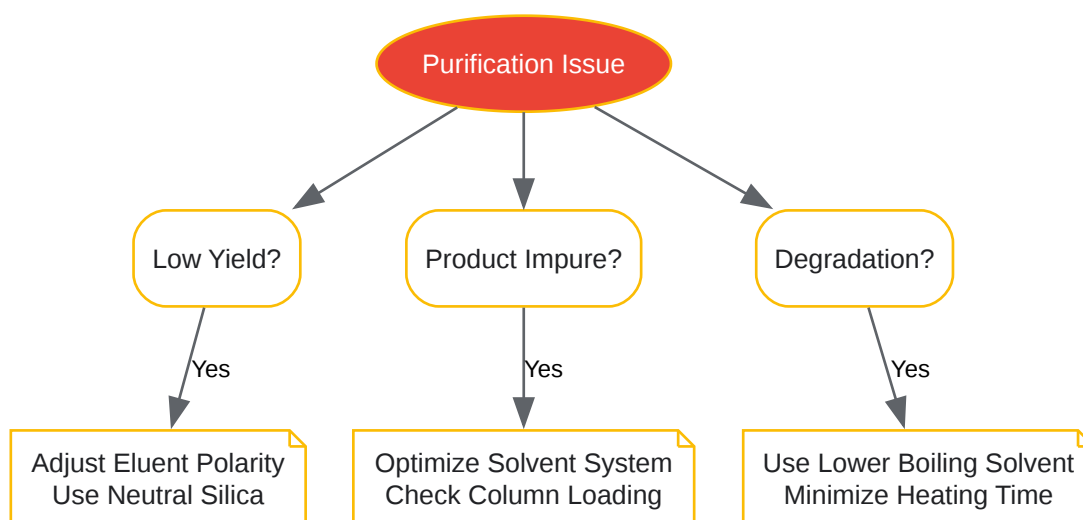 Purification Issue
Low Yield?
Product Impure?
Degradation?
Yes
Yes
Yes
Adjust Eluent Polarity
Use Neutral Silica
Optimize Solvent System
Check Column Loading
Use Lower Boiling Solvent
Minimize Heating Time